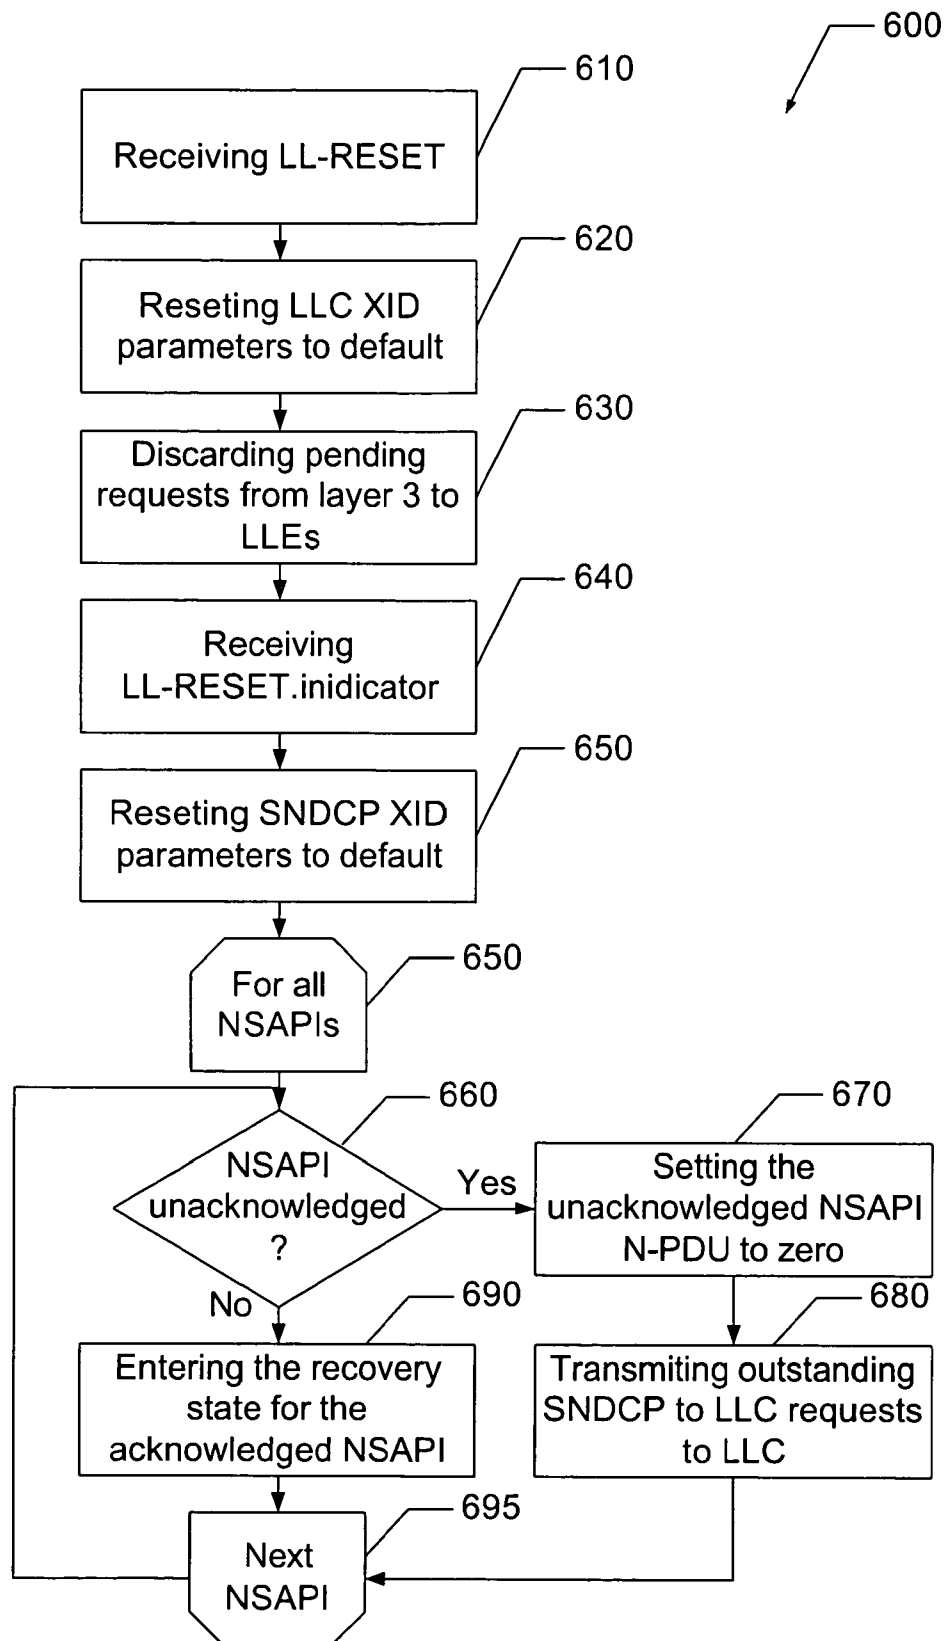 600
610
Receiving LL-RESET
620
Reseting LLC XID
parameters to default
630
Discarding pending
requests from layer 3 to
LLEs
640
Receiving
LL-RESET.inidicator
650
Reseting SNDCP XID
parameters to default
650
For all
NSAPIs
660
NSAPI
unacknowledged
?
Yes
No
670
Setting the
unacknowledged NSAPI
N-PDU to zero
680
Transmiting outstanding
SNDCP to LLC requests
to LLC
690
Entering the recovery
state for the
acknowledged NSAPI
695
Next
NSAPI